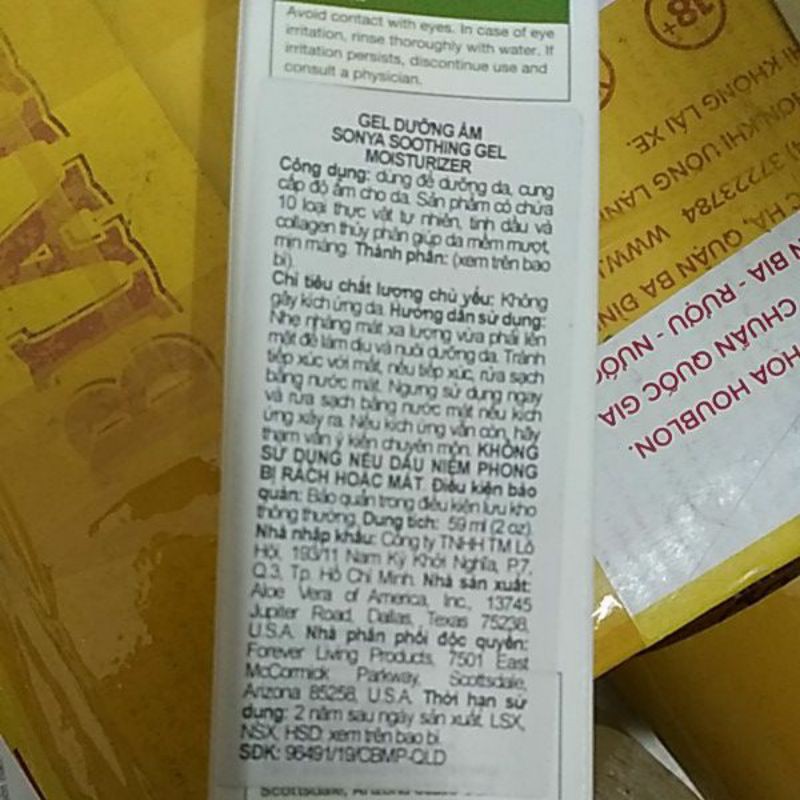 Avoid contact with eyes. In case of eye
irritation, rinse thoroughly with water. If
irritation persists, discontinue use and
consult a physician.
GEL DƯỠNG ẨM
SONYA SOOTHING GEL
MOISTURIZER
Công dụng: dùng để dưỡng da, cung
cấp độ ẩm cho da. Sản phẩm có chứa
10 loại thực vật tự nhiên, tinh dầu và
collagen thủy phân giúp da mềm mượt,
mịn màng. Thành phần: (xem trên bao
bì).
Chỉ tiêu chất lượng chủ yếu: Không
gây kích ứng da. Hướng dẫn sử dụng:
Nhẹ nhàng mát xa lượng vừa phải lên
mặt để làm dịu và nuôi dưỡng da. Tránh
tiếp xúc với mắt, nếu tiếp xúc, rửa sạch
bằng nước mát. Ngưng sử dụng ngay
và rửa sạch bằng nước mát nếu kích
ứng xảy ra. Nếu kích ứng vẫn còn, hãy
tham vấn ý kiến chuyên môn. KHÔNG
SỬ DỤNG NẾU DẤU NIÊM PHONG
BỊ RÁCH HOẶC MẤT. Điều kiện bảo
quản: Bảo quản trong điều kiện lưu kho
thông thường. Dung tích: 59 ml (2 oz).
Nhà nhập khẩu: Công ty TNHH TM Lô
Hội, 193/11 Nam Kỳ Khởi Nghĩa, P.7,
Q.3, Tp. Hồ Chí Minh. Nhà sản xuất:
Aloe Vera of America, Inc., 13745
Jupiter Road, Dallas, Texas 75238,
U.S.A. Nhà phân phối độc quyền:
Forever Living Products, 7501 East
McCormick Parkway, Scottsdale,
Arizona 85258, U.S.A. Thời hạn sử
dụng: 2 năm sau ngày sản xuất. LSX,
NSX, HSD: xem trên bao bì.
SĐK: 96491/19/CBMP-QLD
Scottsdale, Arizona
18+
KHÔNG LÁI XE.
KHI UỐNG LẠNH
37223784 WWW.
HÀ, QUẬN BA ĐÌNH
BIA - RƯỢU - NƯỚC
CHUẨN QUỐC GIA
HOA HOUBLON.
BIA